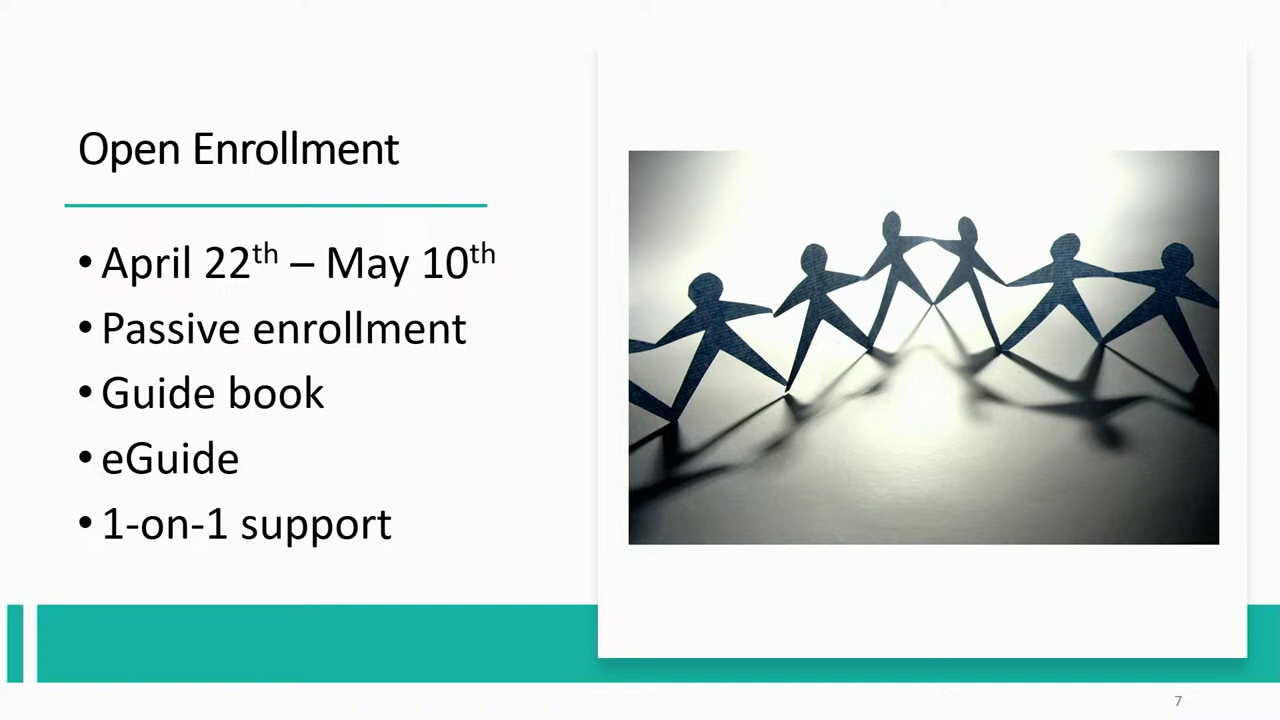 Open Enrollment
• April 22th – May 10th
• Passive enrollment
• Guide book
• eGuide
• 1-on-1 support
7